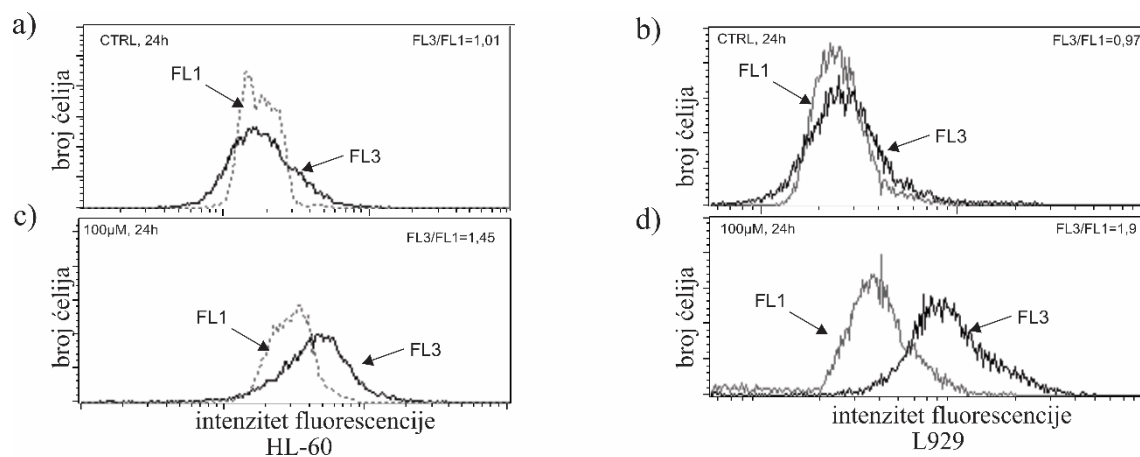 a)
CTRL, 24h
FL3/FL1=1,01
FL1
FL3
broj ćelija
b)
CTRL, 24h
FL3/FL1=0,97
FL1
FL3
broj ćelija
c)
100µM, 24h
FL3/FL1=1,45
FL1
FL3
broj ćelija
intenzitet fluorescencije
HL-60
d)
100µM, 24h
FL3/FL1=1,9
FL1
FL3
broj ćelija
intenzitet fluorescencije
L929